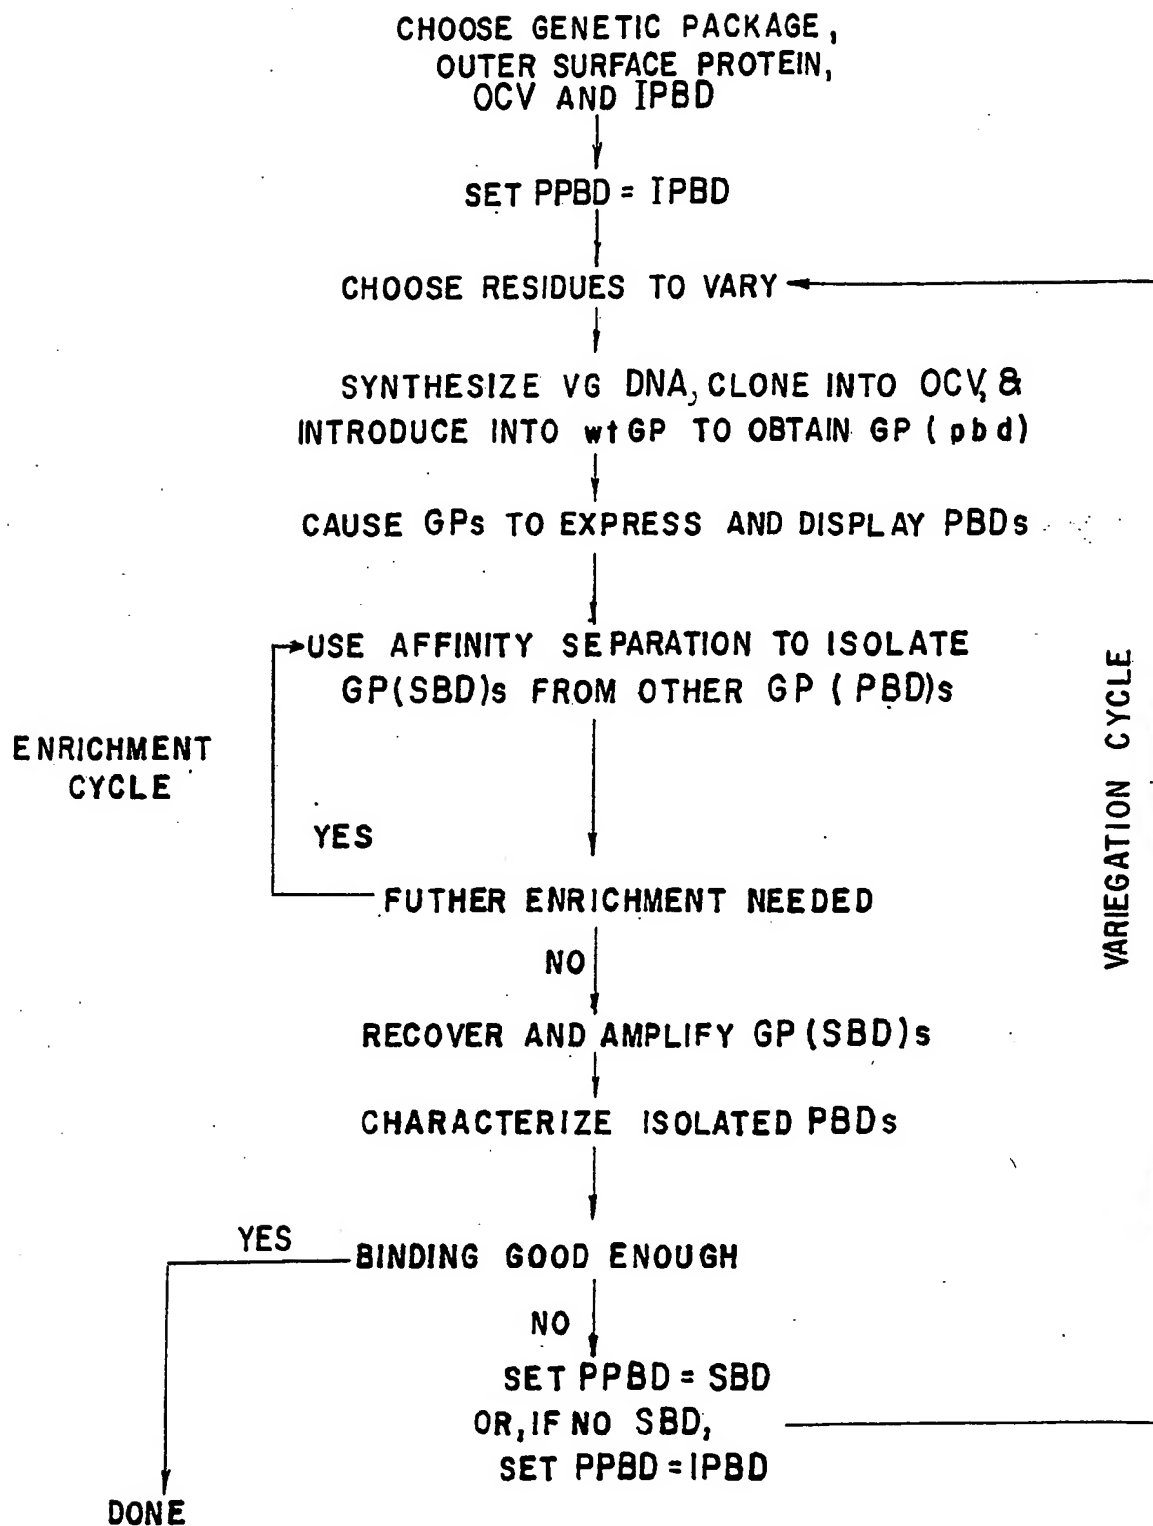 CHOOSE GENETIC PACKAGE,
OUTER SURFACE PROTEIN,
OCV AND IPBD
SET PPBD = IPBD
CHOOSE RESIDUES TO VARY
SYNTHESIZE VG DNA, CLONE INTO OCV, &
INTRODUCE INTO wtGP TO OBTAIN GP (pbd)
CAUSE GPs TO EXPRESS AND DISPLAY PBDs
USE AFFINITY SEPARATION TO ISOLATE
GP(SBD)s FROM OTHER GP (PBD)s
ENRICHMENT
CYCLE
YES
FUTHER ENRICHMENT NEEDED
VARIEGATION CYCLE
NO
RECOVER AND AMPLIFY GP(SBD)s
CHARACTERIZE ISOLATED PBDs
YES
BINDING GOOD ENOUGH
NO
SET PPBD = SBD
OR, IF NO SBD,
SET PPBD = IPBD
DONE